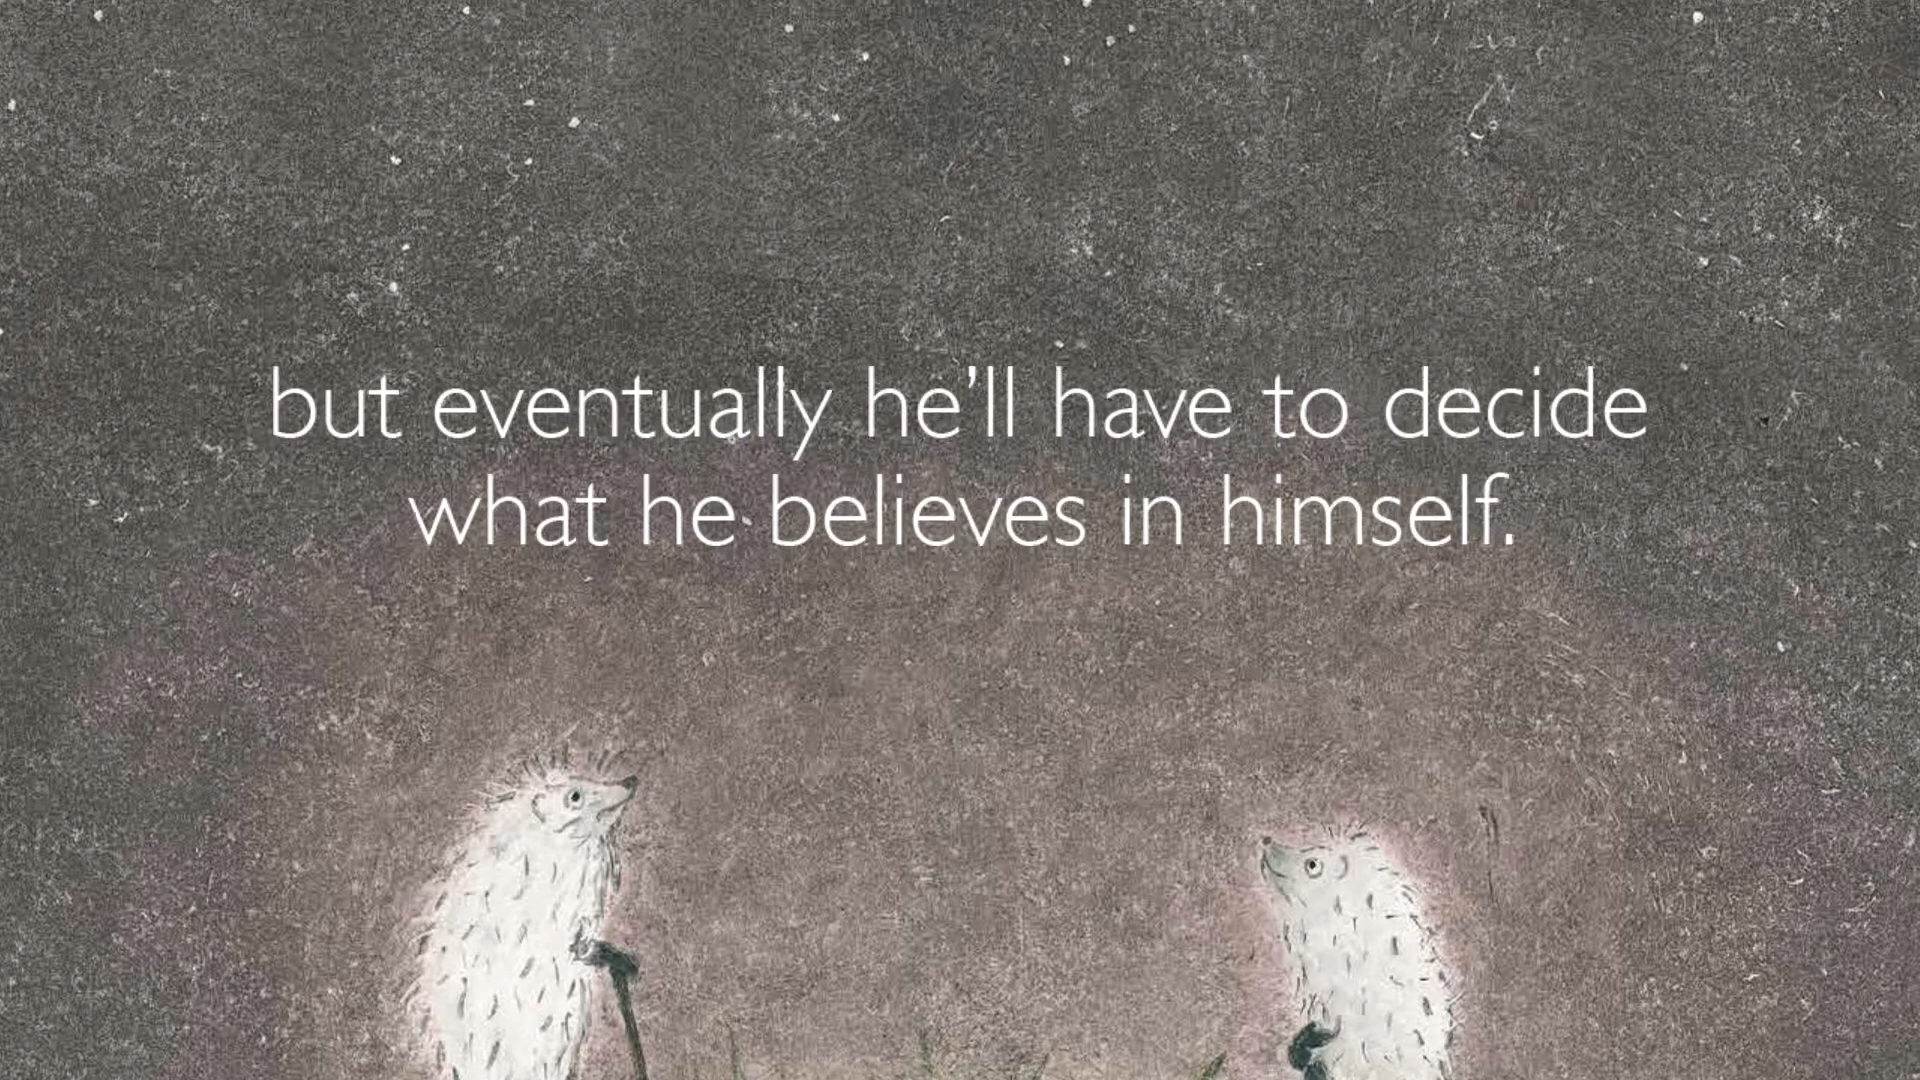 but eventually he’ll have to decide
what he believes in himself.